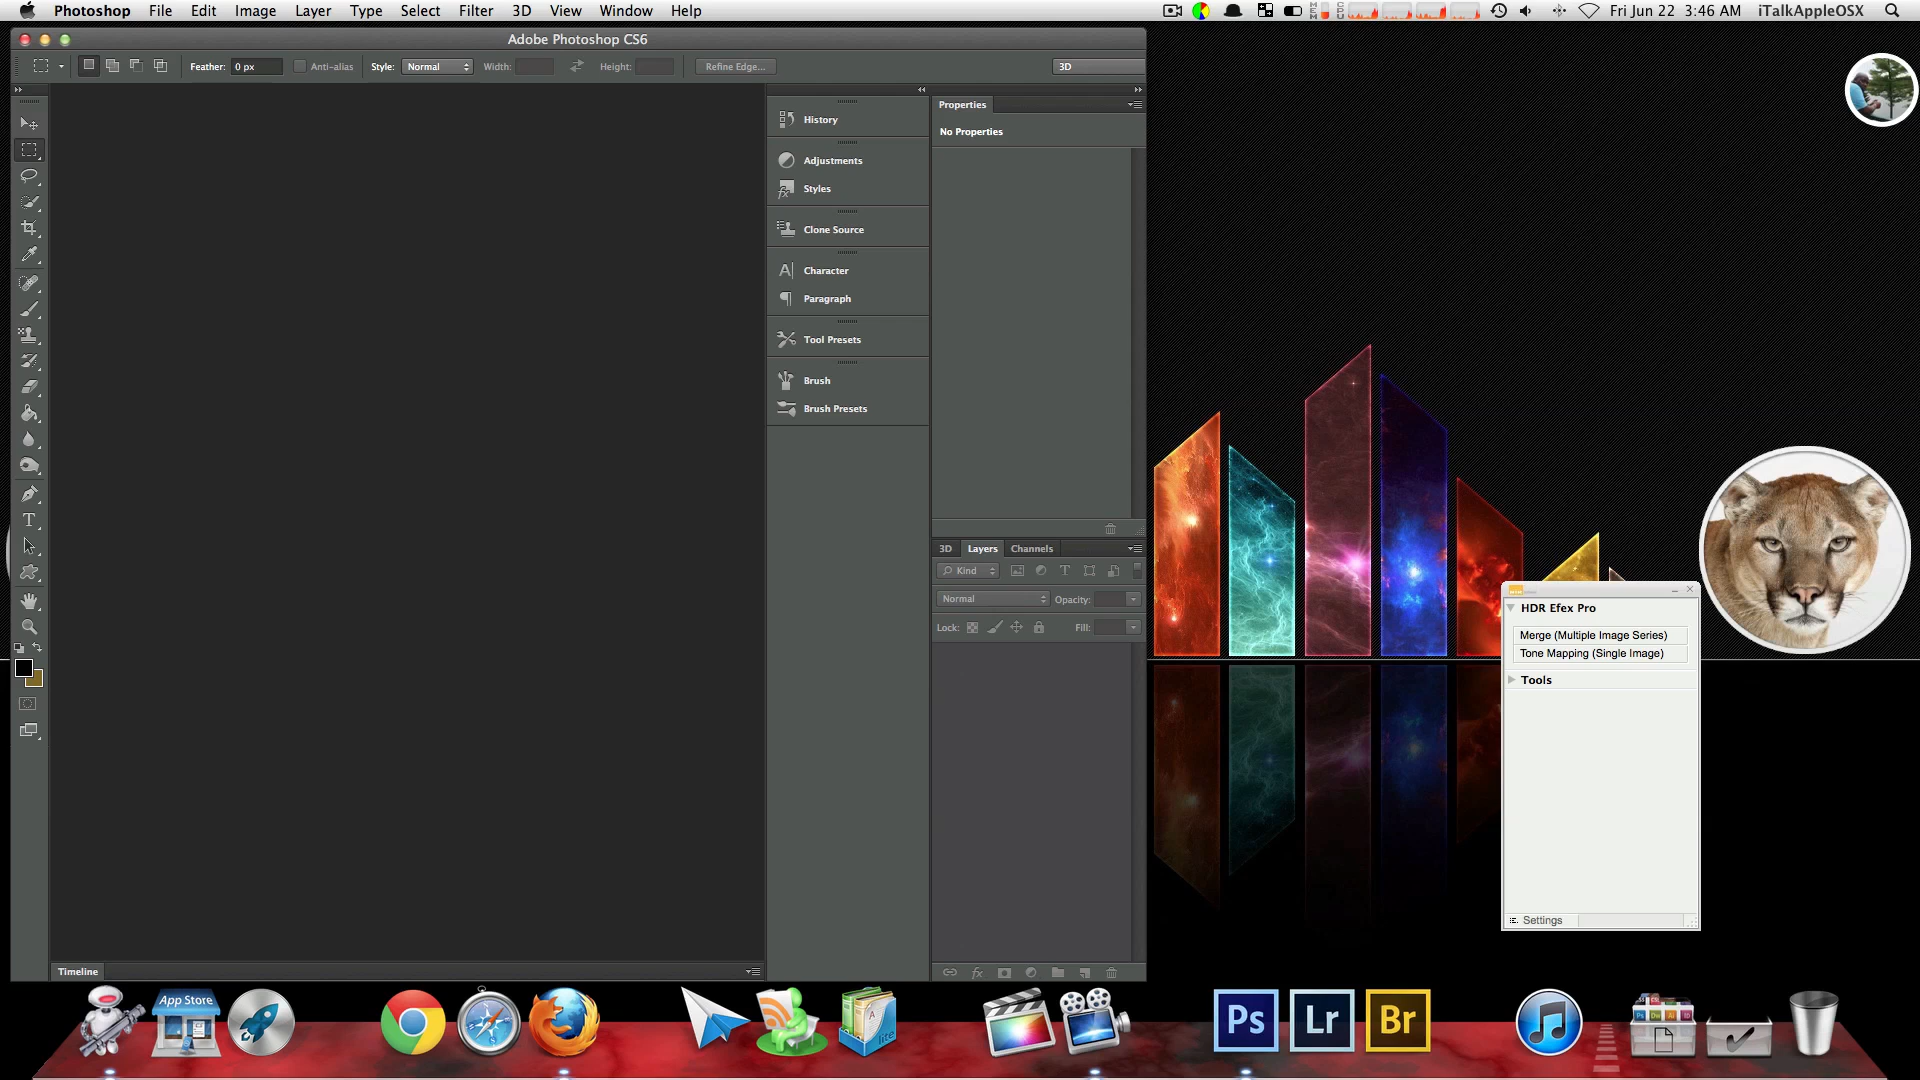 Photoshop File Edit Image Layer Type Select Filter 3D View Window Help
MEM CPU Fri Jun 22 3:46 AM iTalkAppleOSX
Adobe Photoshop CS6
Feather: 0 px Anti-alias Style: Normal Width: Height: Refine Edge... 3D
History
Adjustments
Styles
Clone Source
Character
Paragraph
Tool Presets
Brush
Brush Presets
Properties
No Properties
3D Layers Channels
Kind
Normal Opacity:
Lock: Fill:
Timeline
HDR Efex Pro
Merge (Multiple Image Series)
Tone Mapping (Single Image)
Tools
Settings
App Store
lite
Ps Lr Br